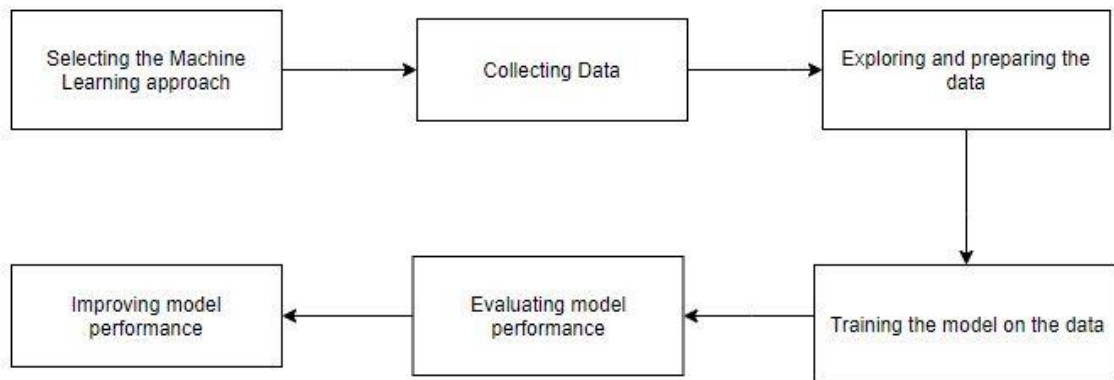 Selecting the Machine
Learning approach
Collecting Data
Exploring and preparing the
data
Training the model on the data
Evaluating model
performance
Improving model
performance